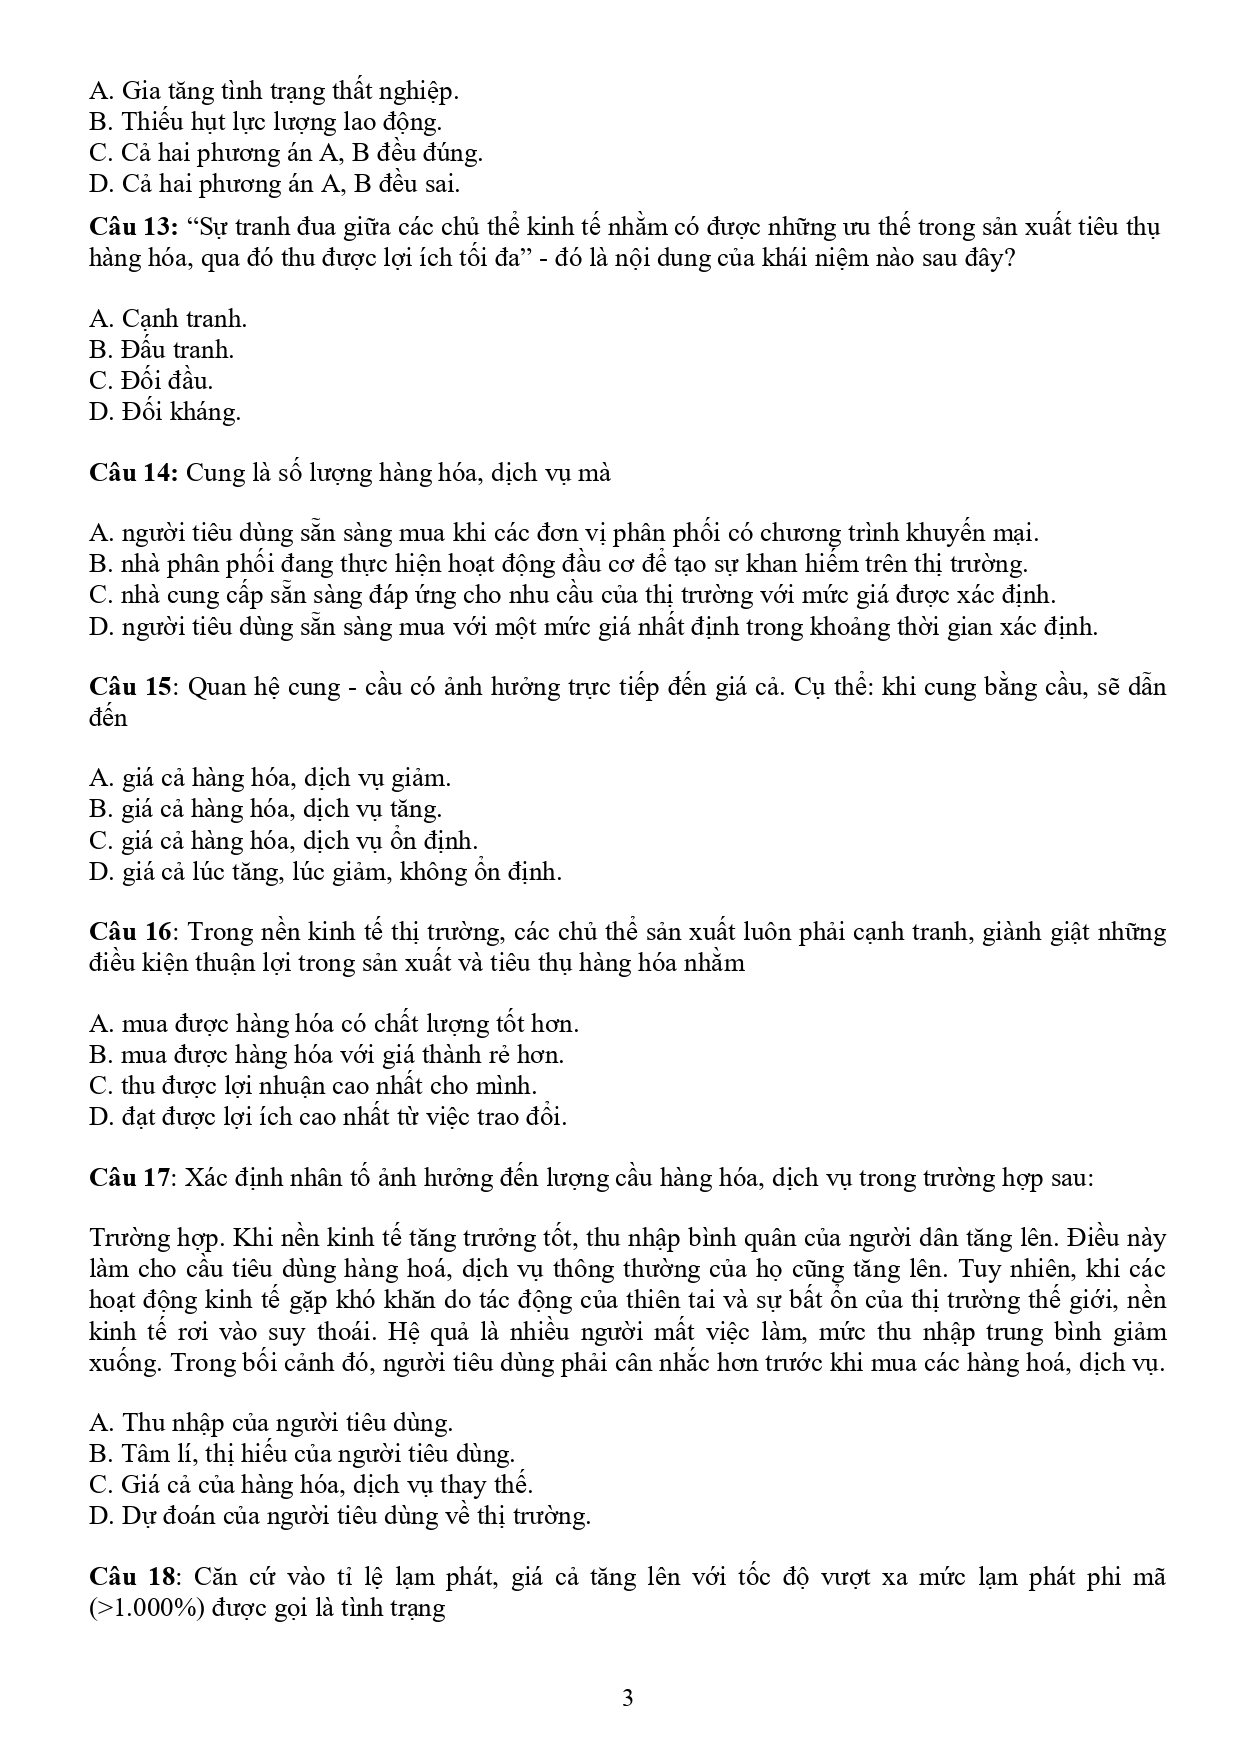 A. Gia tăng tình trạng thất nghiệp.
B. Thiếu hụt lực lượng lao động.
C. Cả hai phương án A, B đều đúng.
D. Cả hai phương án A, B đều sai.
Câu 13: “Sự tranh đua giữa các chủ thể kinh tế nhằm có được những ưu thế trong sản xuất tiêu thụ
hàng hóa, qua đó thu được lợi ích tối đa” - đó là nội dung của khái niệm nào sau đây?
A. Cạnh tranh.
B. Đấu tranh.
C. Đối đầu.
D. Đối kháng.
Câu 14: Cung là số lượng hàng hóa, dịch vụ mà
A. người tiêu dùng sẵn sàng mua khi các đơn vị phân phối có chương trình khuyến mại.
B. nhà phân phối đang thực hiện hoạt động đầu cơ để tạo sự khan hiếm trên thị trường.
C. nhà cung cấp sẵn sàng đáp ứng cho nhu cầu của thị trường với mức giá được xác định.
D. người tiêu dùng sẵn sàng mua với một mức giá nhất định trong khoảng thời gian xác định.
Câu 15: Quan hệ cung - cầu có ảnh hưởng trực tiếp đến giá cả. Cụ thể: khi cung bằng cầu, sẽ dẫn
đến
A. giá cả hàng hóa, dịch vụ giảm.
B. giá cả hàng hóa, dịch vụ tăng.
C. giá cả hàng hóa, dịch vụ ổn định.
D. giá cả lúc tăng, lúc giảm, không ổn định.
Câu 16: Trong nền kinh tế thị trường, các chủ thể sản xuất luôn phải cạnh tranh, giành giật những
điều kiện thuận lợi trong sản xuất và tiêu thụ hàng hóa nhằm
A. mua được hàng hóa có chất lượng tốt hơn.
B. mua được hàng hóa với giá thành rẻ hơn.
C. thu được lợi nhuận cao nhất cho mình.
D. đạt được lợi ích cao nhất từ việc trao đổi.
Câu 17: Xác định nhân tố ảnh hưởng đến lượng cầu hàng hóa, dịch vụ trong trường hợp sau:
Trường hợp. Khi nền kinh tế tăng trưởng tốt, thu nhập bình quân của người dân tăng lên. Điều này
làm cho cầu tiêu dùng hàng hoá, dịch vụ thông thường của họ cũng tăng lên. Tuy nhiên, khi các
hoạt động kinh tế gặp khó khăn do tác động của thiên tai và sự bất ổn của thị trường thế giới, nền
kinh tế rơi vào suy thoái. Hệ quả là nhiều người mất việc làm, mức thu nhập trung bình giảm
xuống. Trong bối cảnh đó, người tiêu dùng phải cân nhắc hơn trước khi mua các hàng hoá, dịch vụ.
A. Thu nhập của người tiêu dùng.
B. Tâm lí, thị hiếu của người tiêu dùng.
C. Giá cả của hàng hóa, dịch vụ thay thế.
D. Dự đoán của người tiêu dùng về thị trường.
Câu 18: Căn cứ vào tỉ lệ lạm phát, giá cả tăng lên với tốc độ vượt xa mức lạm phát phi mã
(>1.000%) được gọi là tình trạng
3